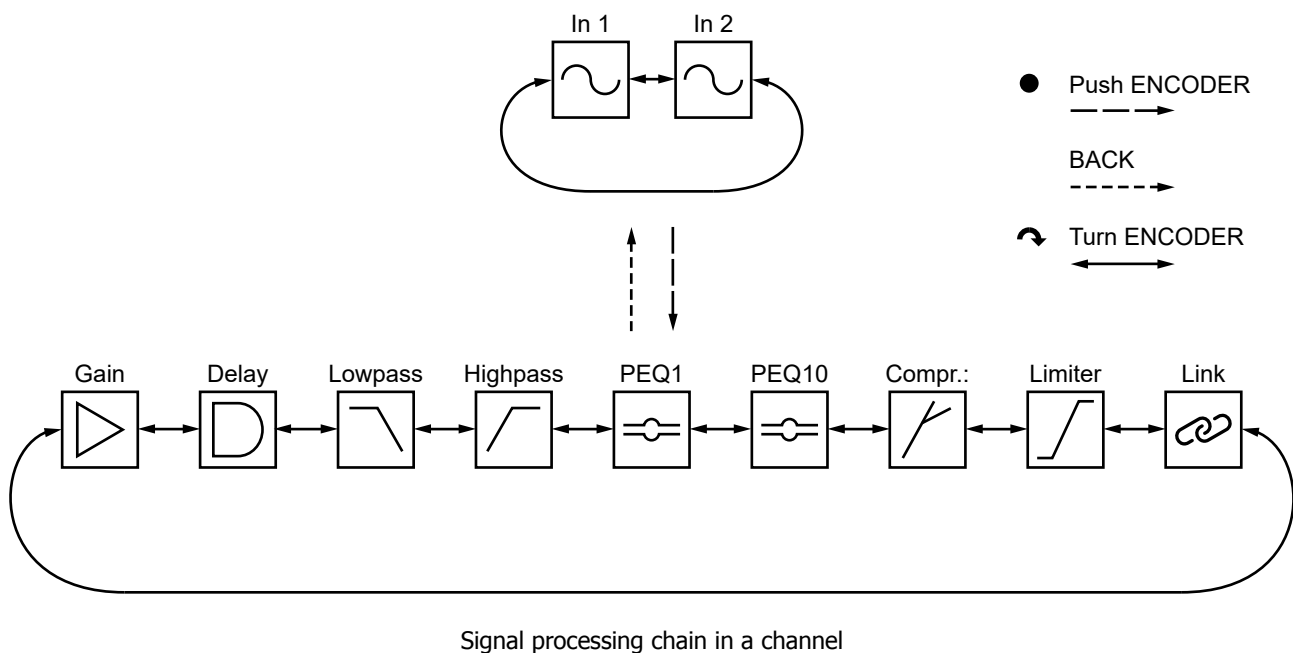 In 1 In 2
Push ENCODER
BACK
Turn ENCODER
Gain Delay Lowpass Highpass PEQ1 PEQ10 Compr.: Limiter Link
Signal processing chain in a channel